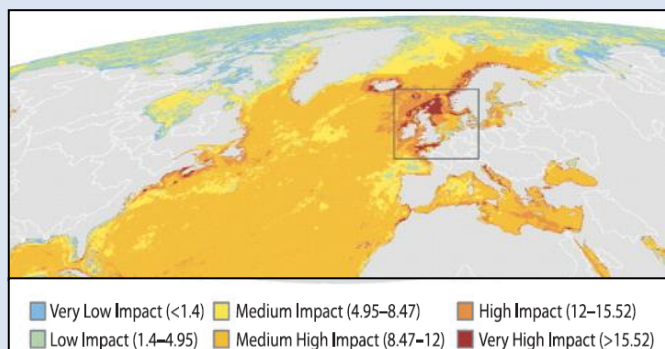 Very Low Impact (<1.4) Medium Impact (4.95–8.47) High Impact (12–15.52)
Low Impact (1.4–4.95) Medium High Impact (8.47–12) Very High Impact (>15.52)